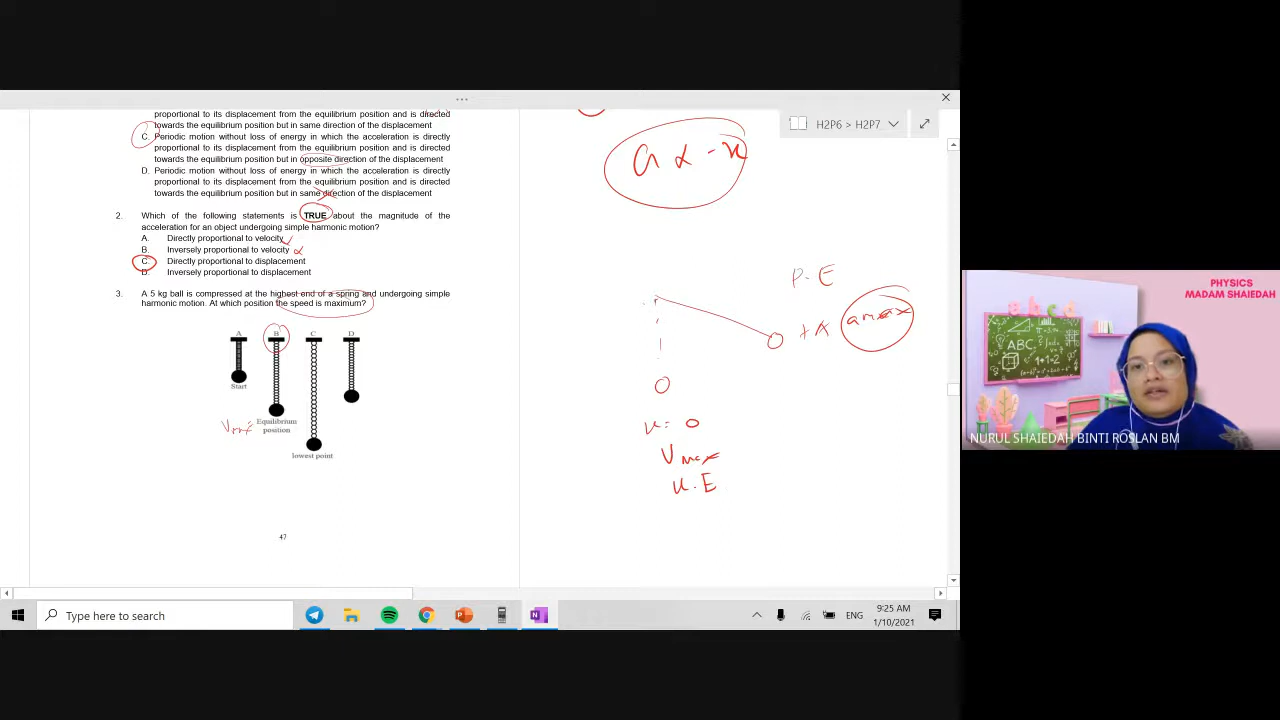 H2P6 > H2P7
proportional to its displacement from the equilibrium position and is directed
towards the equilibrium position but in same direction of the displacement
C. Periodic motion without loss of energy in which the acceleration is directly
proportional to its displacement from the equilibrium position and is directed
towards the equilibrium position but in opposite direction of the displacement
D. Periodic motion without loss of energy in which the acceleration is directly
proportional to its displacement from the equilibrium position and is directed
towards the equilibrium position but in same direction of the displacement
2. Which of the following statements is TRUE about the magnitude of the
acceleration for an object undergoing simple harmonic motion?
A. Directly proportional to velocity
B. Inversely proportional to velocity
C. Directly proportional to displacement
D. Inversely proportional to displacement
3. A 5 kg ball is compressed at the highest end of a spring and undergoing simple
harmonic motion. At which position the speed is maximum?
A B C D
Start
Vmax
Equilibrium
position
lowest point
47
a ∝ -x
P.E
+A amax
x = 0
Vmax
K.E
PHYSICS
MADAM SHAIEDAH
abc
ABC
NURUL SHAIEDAH BINTI ROSLAN BM
Type here to search
ENG
9:25 AM
1/10/2021